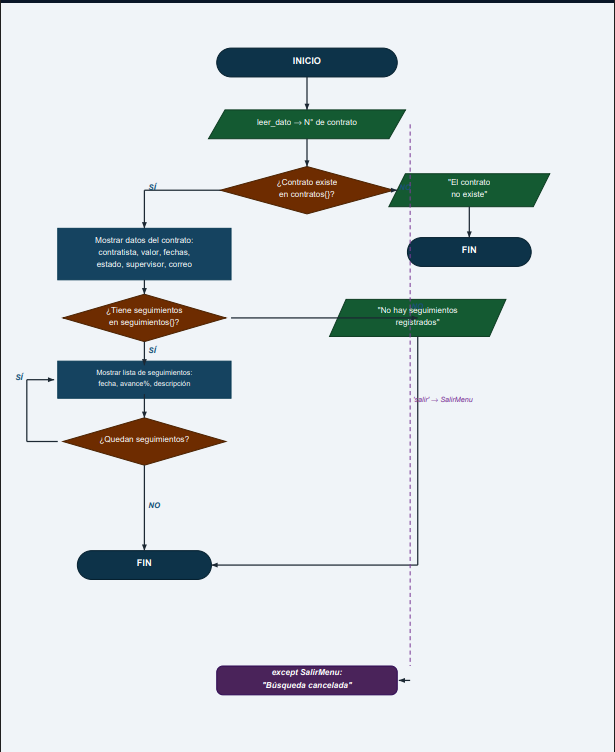 INICIO
leer_dato → N° de contrato
¿Contrato existe
en contratos{}?
SÍ
"El contrato
no existe"
Mostrar datos del contrato:
contratista, valor, fechas,
estado, supervisor, correo
FIN
¿Tiene seguimientos
en seguimientos{}?
"No hay seguimientos
registrados"
SÍ
Mostrar lista de seguimientos:
fecha, avance%, descripción
SÍ
'salir' → SalirMenu
¿Quedan seguimientos?
NO
FIN
except SalirMenu:
"Búsqueda cancelada"